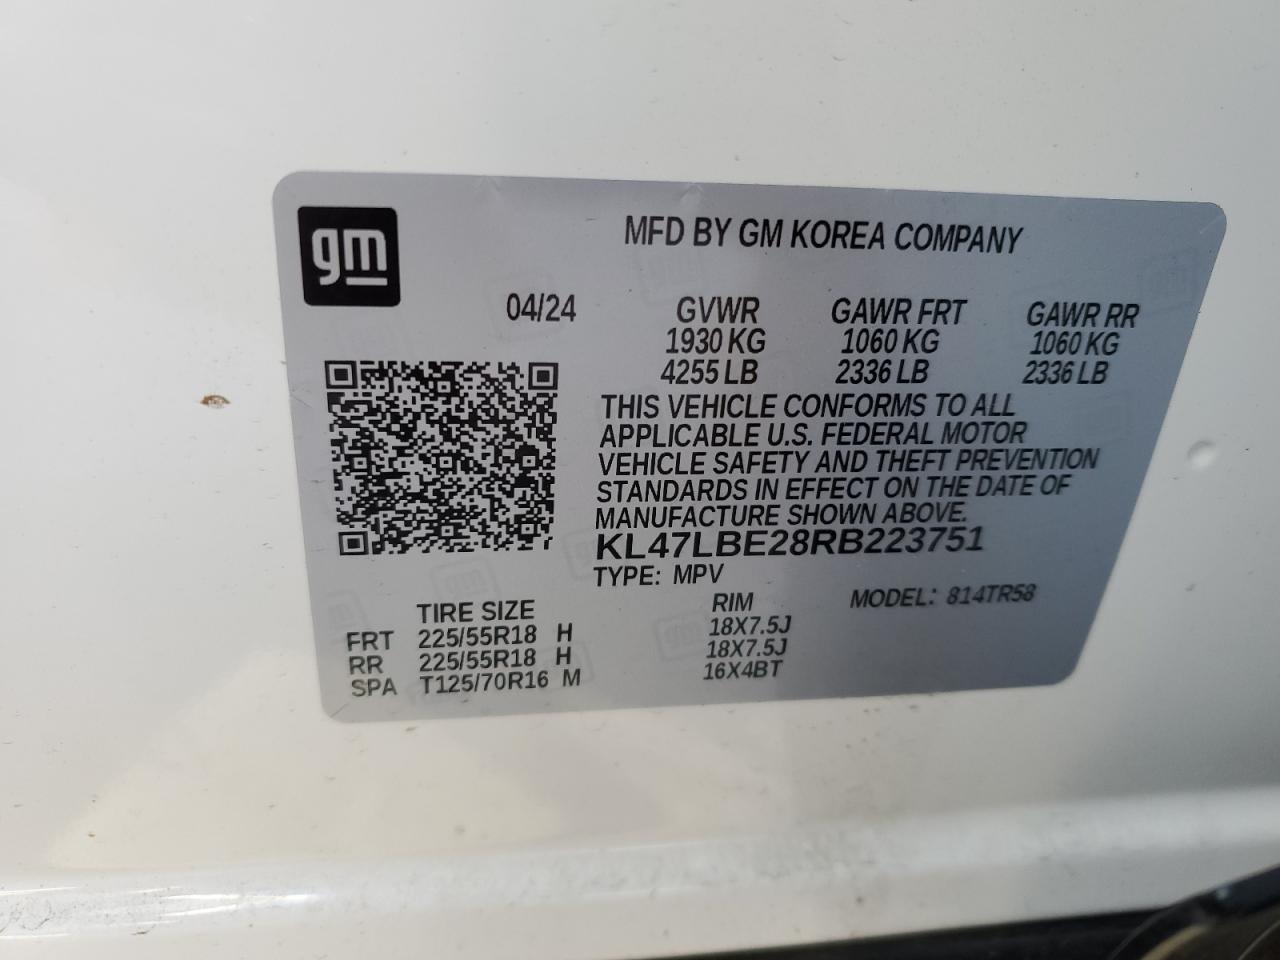 gm
MFD BY GM KOREA COMPANY
04/24 GVWR GAWR FRT GAWR RR
1930 KG 1060 KG 1060 KG
4255 LB 2336 LB 2336 LB
THIS VEHICLE CONFORMS TO ALL
APPLICABLE U.S. FEDERAL MOTOR
VEHICLE SAFETY AND THEFT PREVENTION
STANDARDS IN EFFECT ON THE DATE OF
MANUFACTURE SHOWN ABOVE.
KL47LBE28RB223751
TYPE: MPV
MODEL: 814TR58
TIRE SIZE RIM
FRT 225/55R18 H 18X7.5J
RR 225/55R18 H 18X7.5J
SPA T125/70R16 M 16X4BT